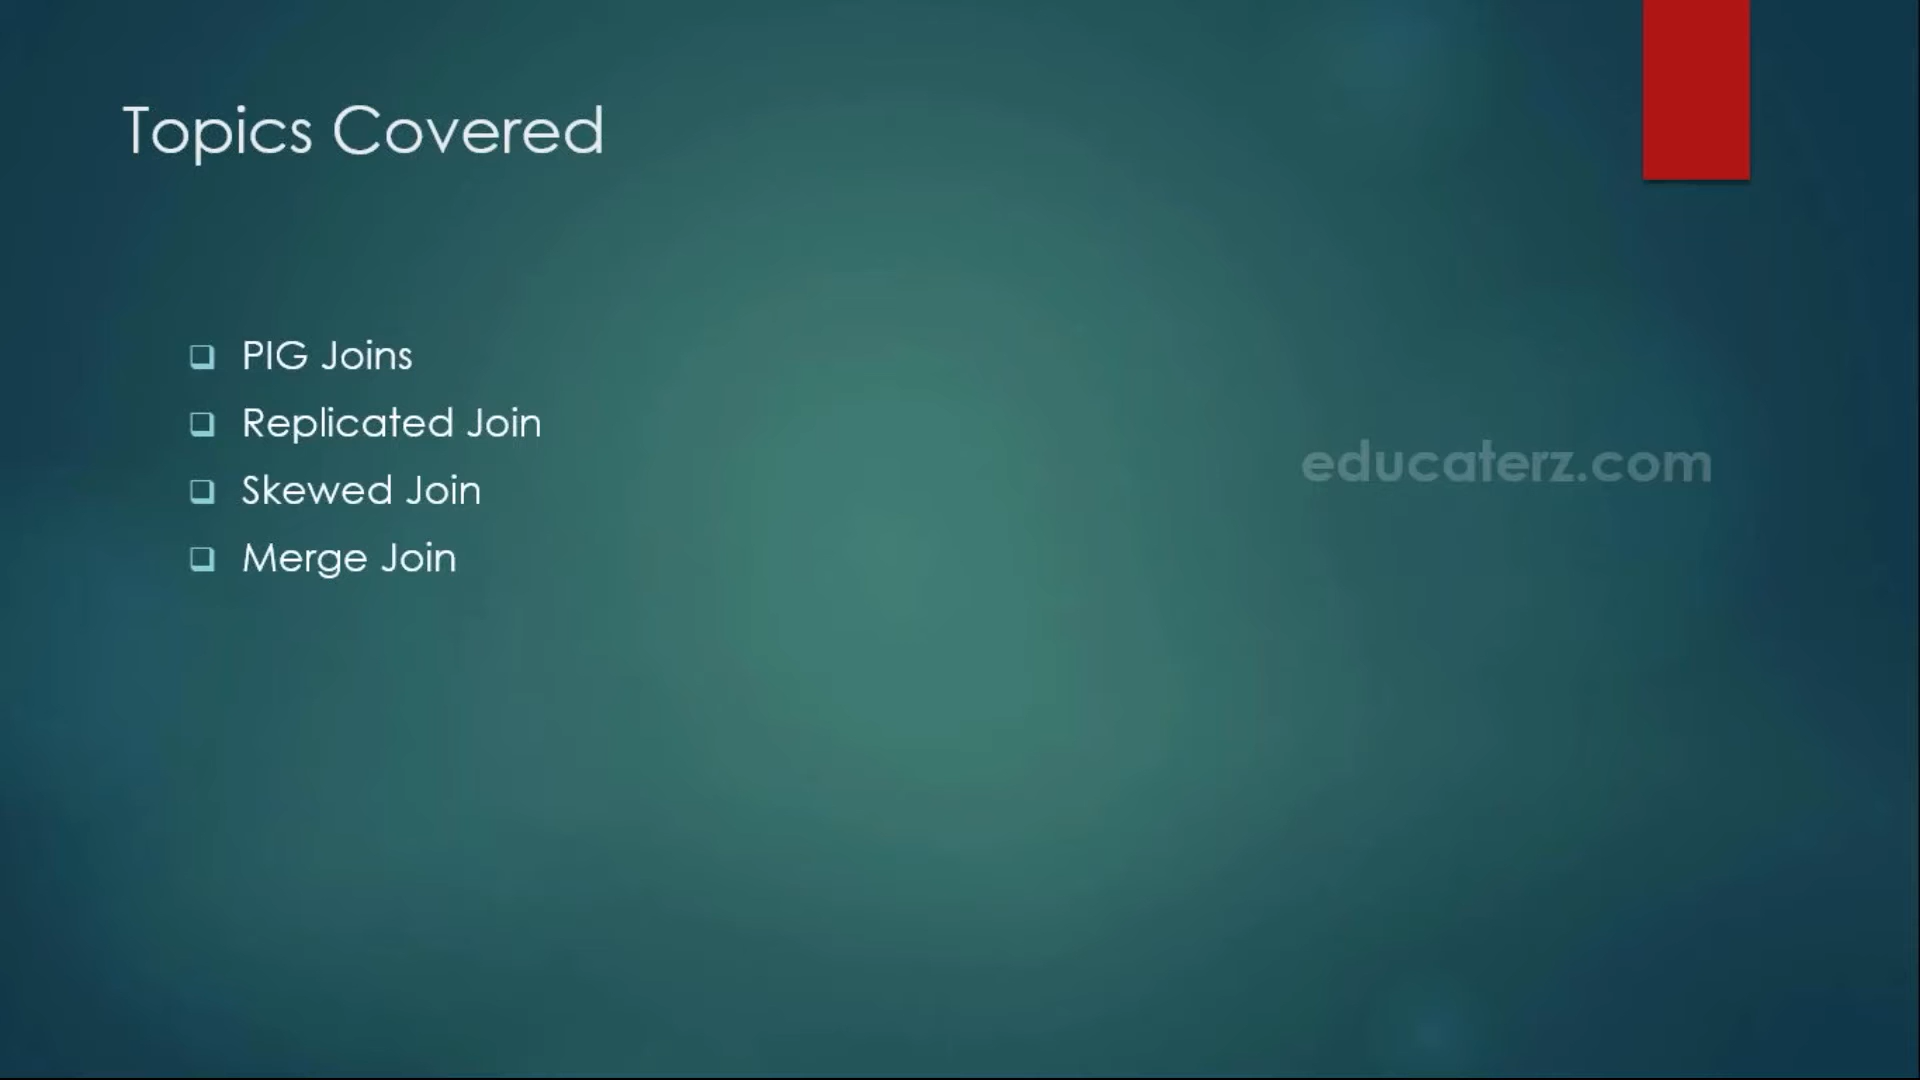 Topics Covered
PIG Joins
Replicated Join
Skewed Join
Merge Join
educaterz.com